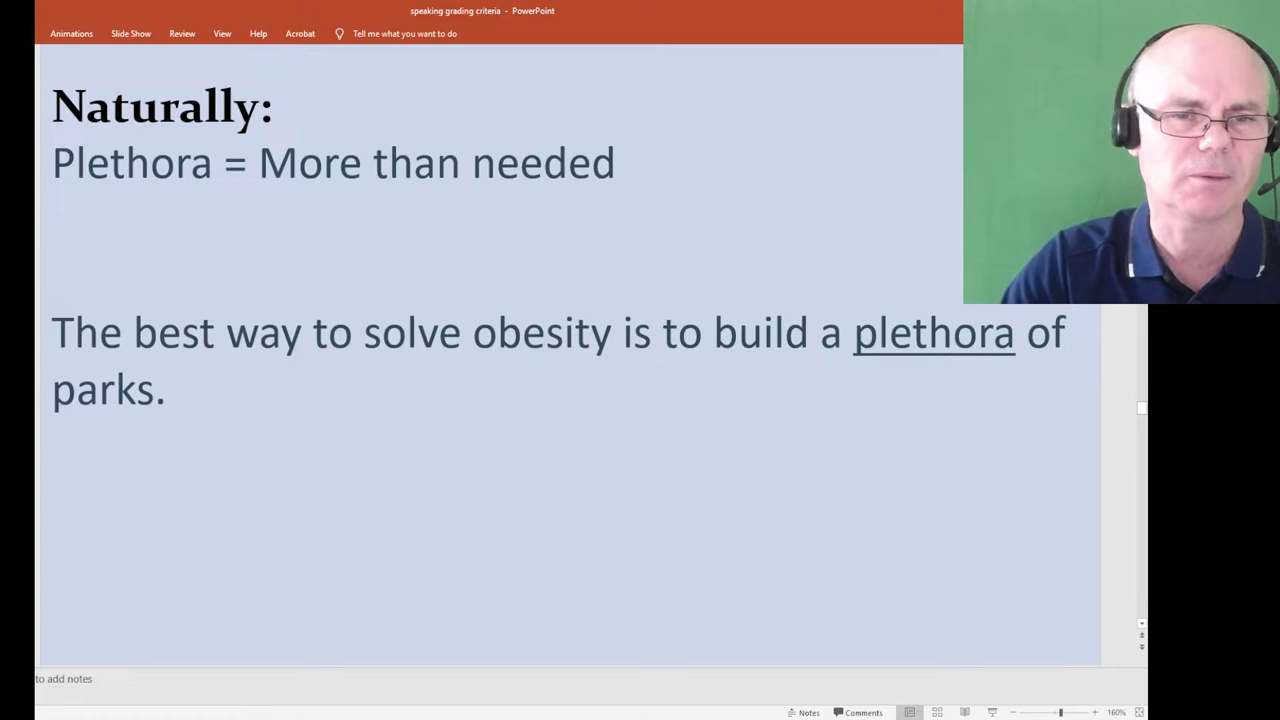 speaking grading criteria - PowerPoint
Animations Slide Show Review View Help Acrobat Tell me what you want to do
Naturally:
Plethora = More than needed
The best way to solve obesity is to build a plethora of
parks.
to add notes
Notes Comments 160%